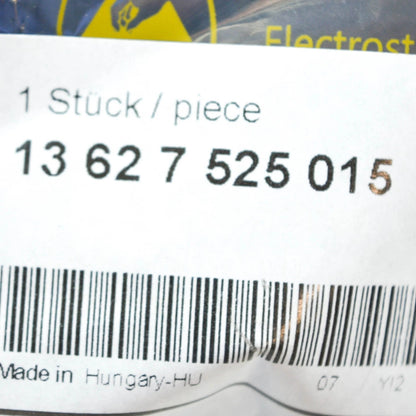 Electrost
1 Stück / piece
13 62 7 525 015
Made in Hungary-HU 07 / Y12